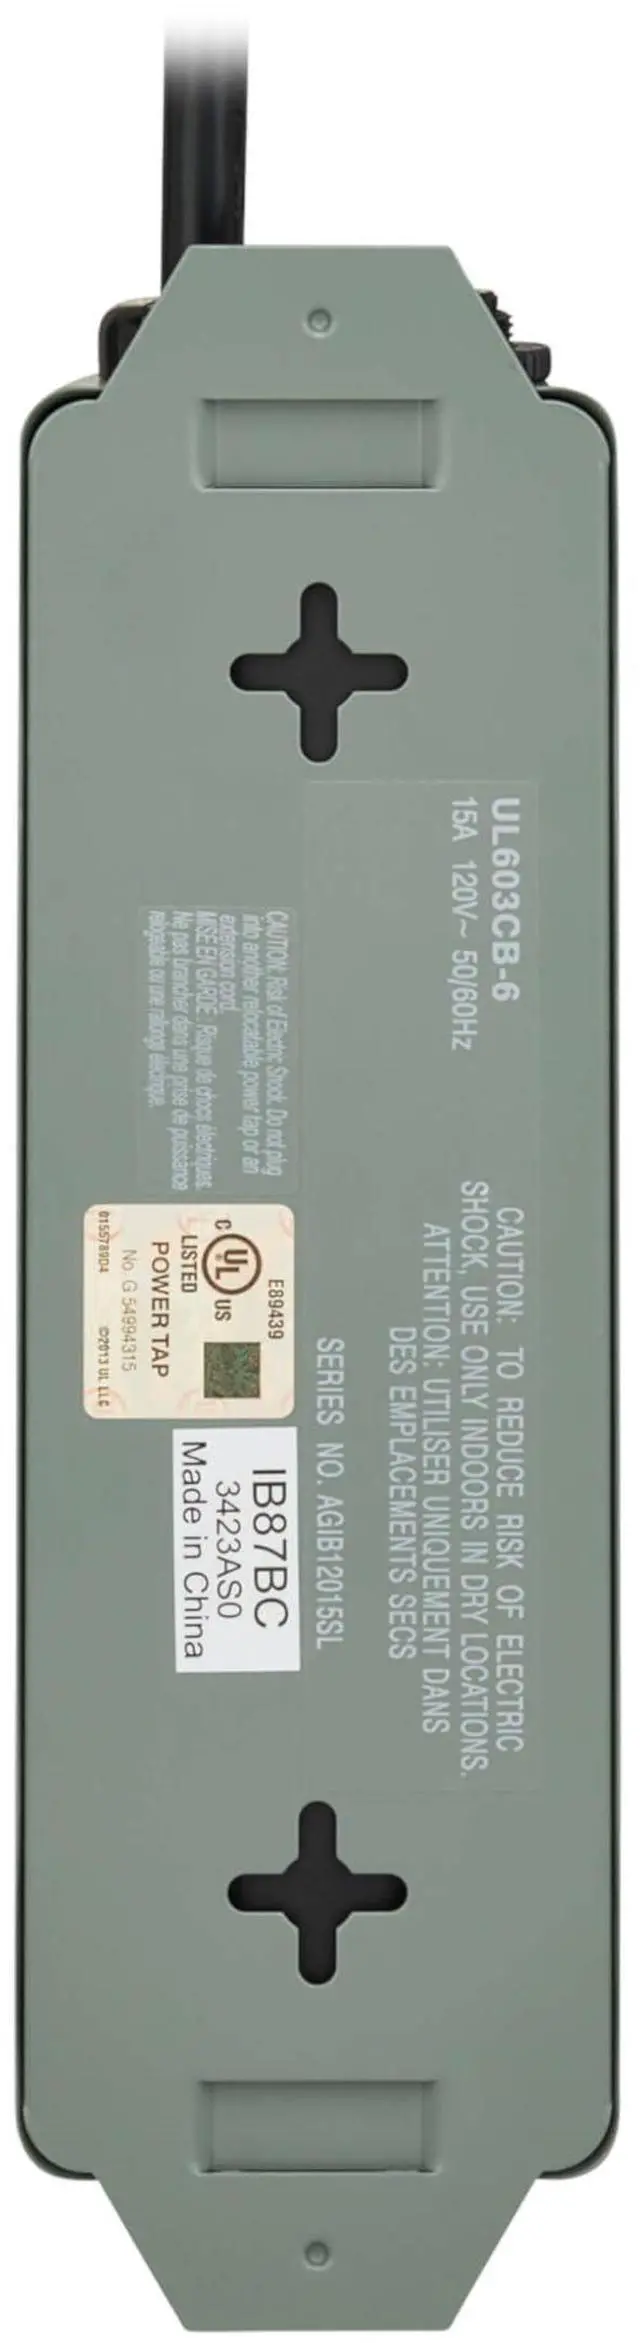 UL603CB-6
15A 120V~ 50/60Hz
CAUTION: TO REDUCE RISK OF ELECTRIC
SHOCK, USE ONLY INDOORS IN DRY LOCATIONS.
ATTENTION: UTILISER UNIQUEMENT DANS
DES EMPLACEMENTS SECS
SERIES NO. AGIB12015SL
CAUTION: Risk of Electric Shock. Do not plug
into another relocatable power tap or an
extension cord.
MISE EN GARDE : Risque de chocs électriques.
Ne pas brancher dans une prise de puissance
relogeable ou une rallonge électrique.
E89439
C UL US
LISTED
POWER TAP
No. G 54994315
015578904 ©2013 UL LLC
IB87BC
3423AS0
Made in China